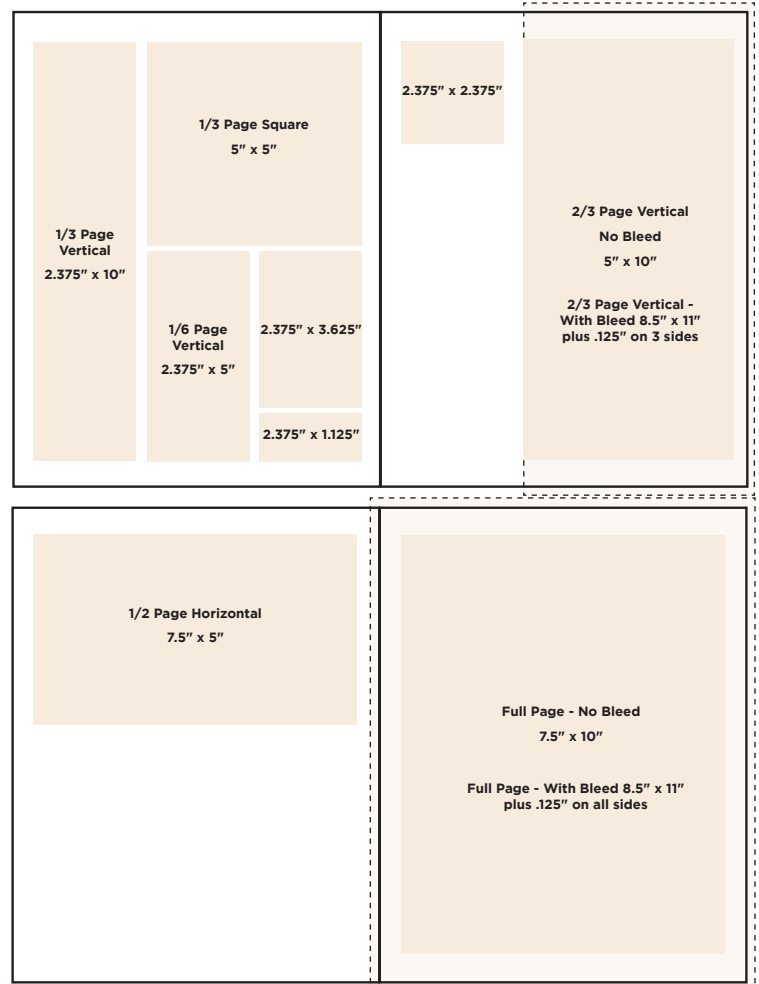 1/3 Page
Vertical
2.375" x 10"
1/3 Page Square
5" x 5"
1/6 Page
Vertical
2.375" x 5"
2.375" x 3.625"
2.375" x 1.125"
2.375" x 2.375"
2/3 Page Vertical
No Bleed
5" x 10"
2/3 Page Vertical -
With Bleed 8.5" x 11"
plus .125" on 3 sides
1/2 Page Horizontal
7.5" x 5"
Full Page - No Bleed
7.5" x 10"
Full Page - With Bleed 8.5" x 11"
plus .125" on all sides